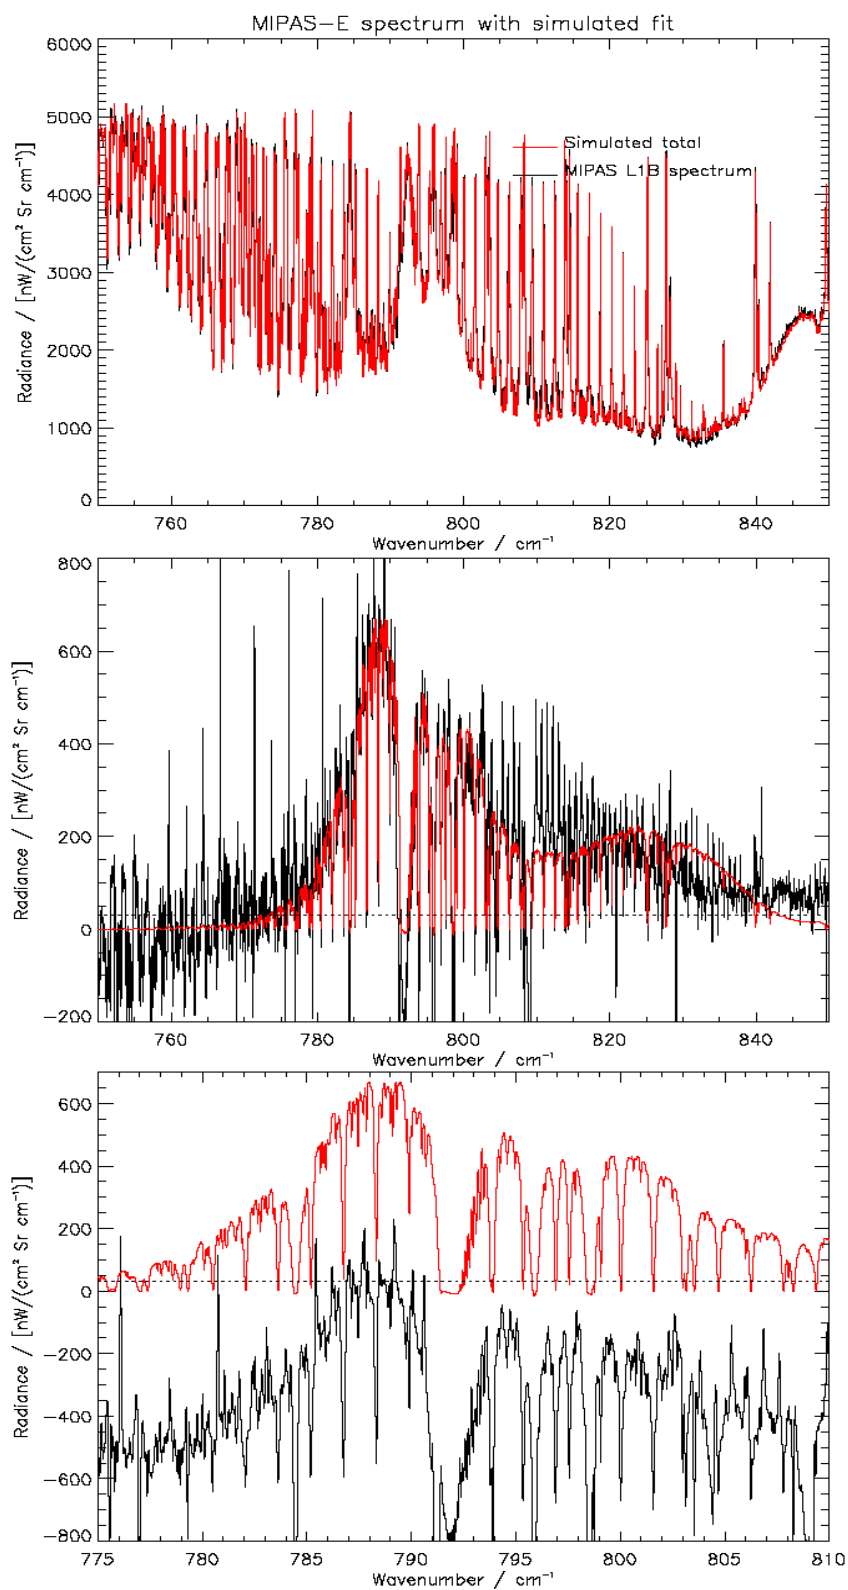 MIPAS-E spectrum with simulated fit
6000
5000
4000
3000
2000
1000
0
Radiance / [nW/(cm² Sr cm⁻¹)]
Simulated total
MIPAS L1B spectrum
760 780 800 820 840
Wavenumber / cm⁻¹
800
600
400
200
0
-200
Radiance / [nW/(cm² Sr cm⁻¹)]
760 780 800 820 840
Wavenumber / cm⁻¹
600
400
200
0
-200
-400
-600
-800
Radiance / [nW/(cm² Sr cm⁻¹)]
775 780 785 790 795 800 805 810
Wavenumber / cm⁻¹